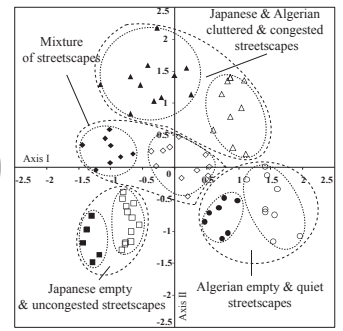 2.5
Japanese & Algerian
cluttered & congested
streetscapes
2
Mixture
of streetscapes
1.5
1
0.5
Axis I
-2.5 -2 -1.5 -1 -0.5 0 0.5 1 1.5 2 2.5
-0.5
-1
-1.5
Japanese empty
& uncongested streetscapes
Algerian empty & quiet
streetscapes
-2
Axis II
-2.5